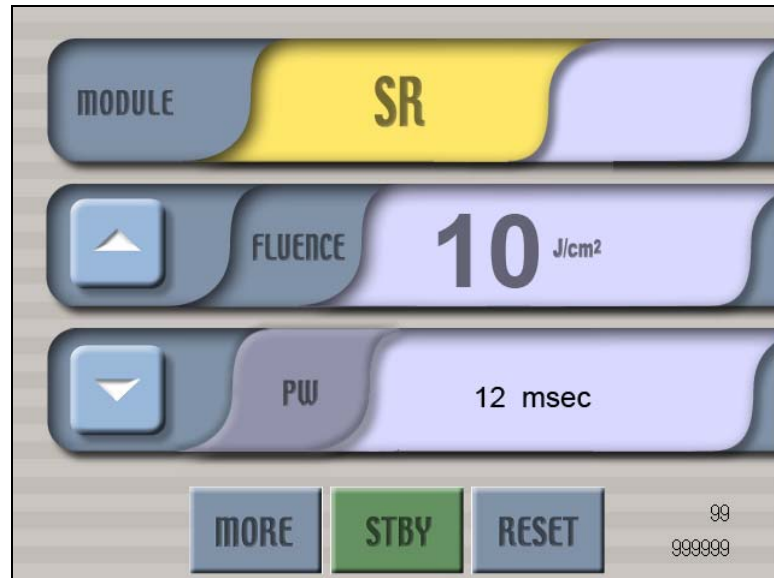 MODULE SR
FLUENCE 10 J/cm²
PW 12 msec
MORE STBY RESET 99
999999